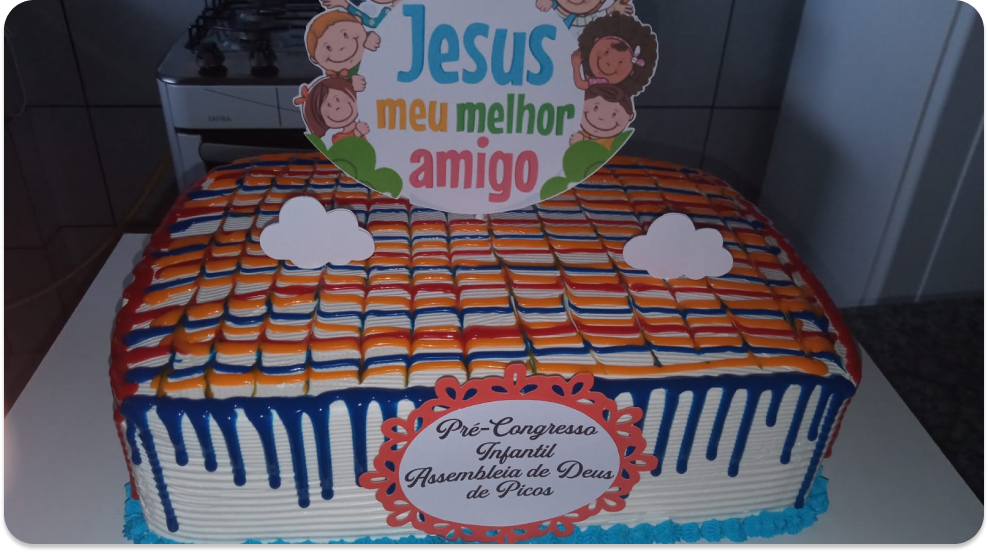 Jesus
meu melhor
amigo
Pré-Congresso
Infantil
Assembleia de Deus
de Picos